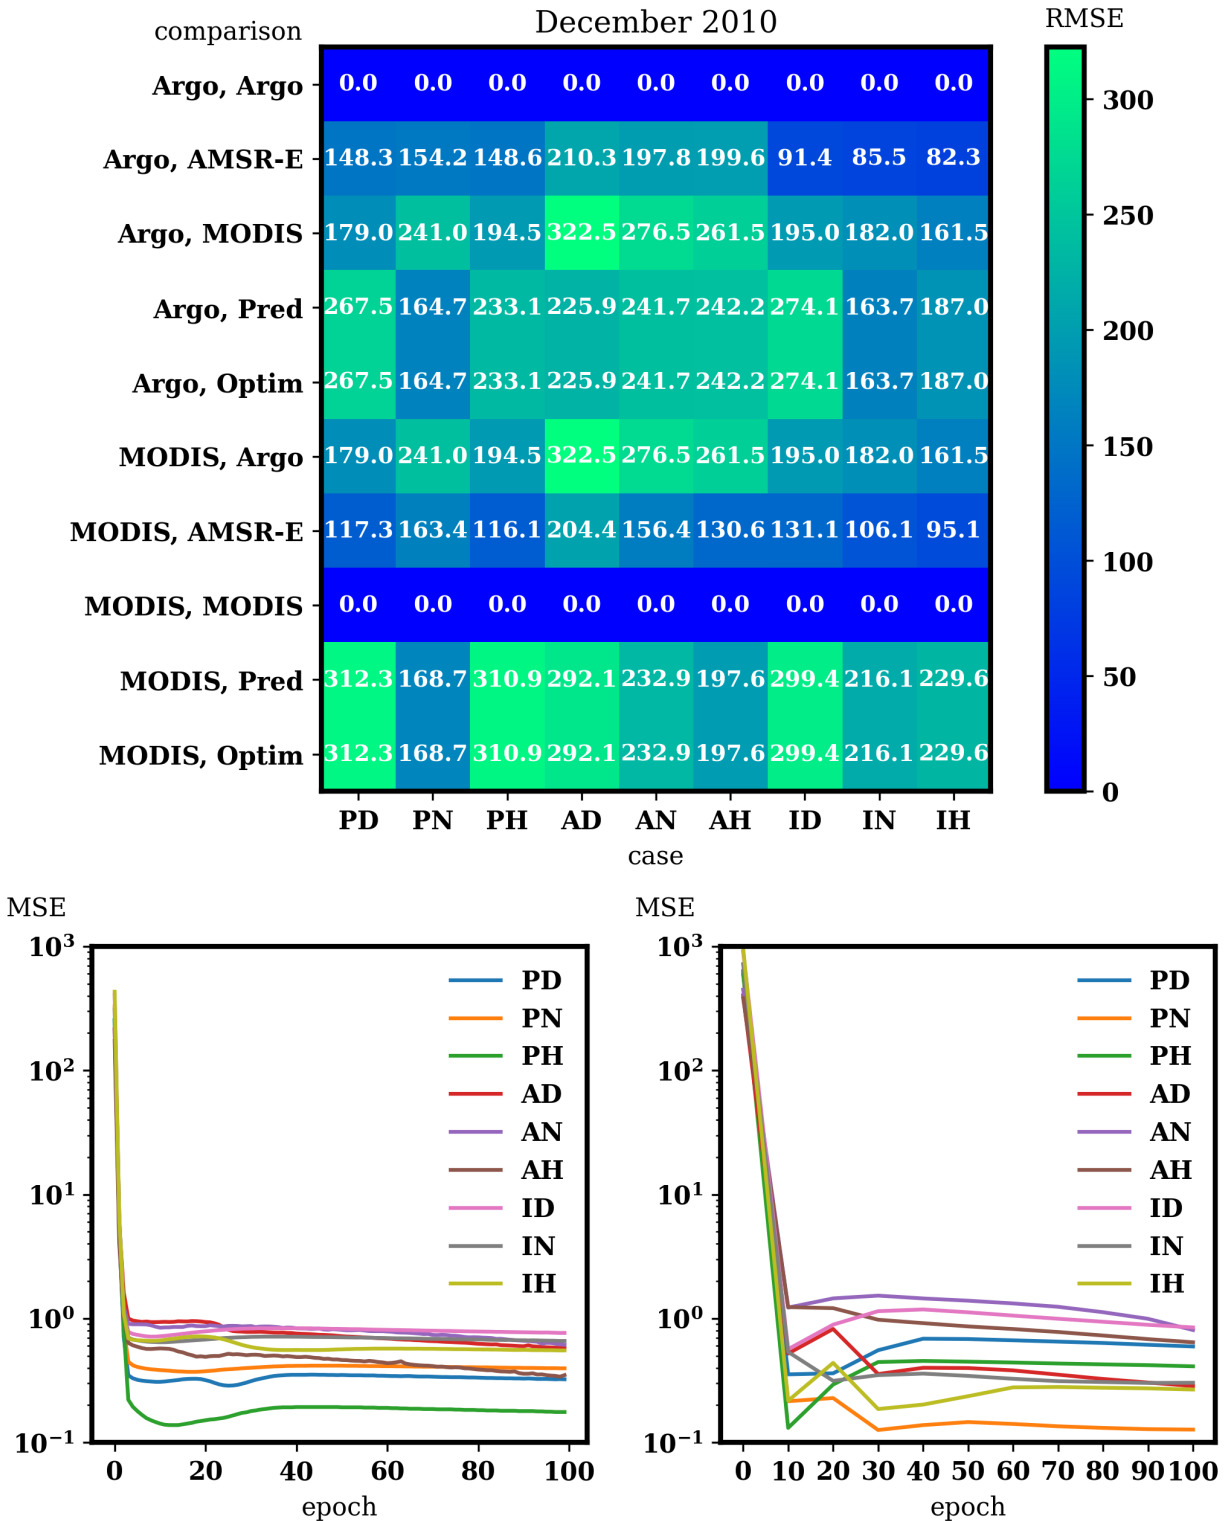 comparison
December 2010
RMSE
Argo, Argo 0.0 0.0 0.0 0.0 0.0 0.0 0.0 0.0 0.0
300
Argo, AMSR-E 148.3 154.2 148.6 210.3 197.8 199.6 91.4 85.5 82.3
250
Argo, MODIS 179.0 241.0 194.5 322.5 276.5 261.5 195.0 182.0 161.5
Argo, Pred 267.5 164.7 233.1 225.9 241.7 242.2 274.1 163.7 187.0
200
Argo, Optim 267.5 164.7 233.1 225.9 241.7 242.2 274.1 163.7 187.0
150
MODIS, Argo 179.0 241.0 194.5 322.5 276.5 261.5 195.0 182.0 161.5
MODIS, AMSR-E 117.3 163.4 116.1 204.4 156.4 130.6 131.1 106.1 95.1
100
MODIS, MODIS 0.0 0.0 0.0 0.0 0.0 0.0 0.0 0.0 0.0
MODIS, Pred 312.3 168.7 310.9 292.1 232.9 197.6 299.4 216.1 229.6
50
MODIS, Optim 312.3 168.7 310.9 292.1 232.9 197.6 299.4 216.1 229.6
0
PD PN PH AD AN AH ID IN IH
case
MSE
10³
10²
10¹
10⁰
10⁻¹
PD
PN
PH
AD
AN
AH
ID
IN
IH
0 20 40 60 80 100
epoch
MSE
10³
10²
10¹
10⁰
10⁻¹
PD
PN
PH
AD
AN
AH
ID
IN
IH
0 10 20 30 40 50 60 70 80 90 100
epoch